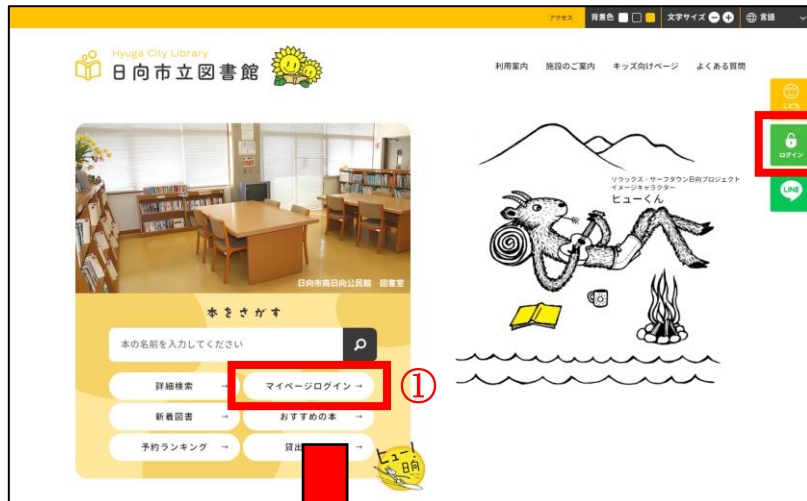 アクセス 背景色 文字サイズ 言語
Hyuga City Library
日向市立図書館
利用案内 施設のご案内 キッズ向けページ よくある質問
こども
ログイン
LINE
リラックス・サーフタウン日向プロジェクト
イメージキャラクター
ヒューくん
日向市南日向公民館 図書室
本をさがす
本の名前を入力してください
詳細検索 → マイページログイン → ①
新着図書 → おすすめの本 →
予約ランキング → 貸出 →
ヒュー!
日向